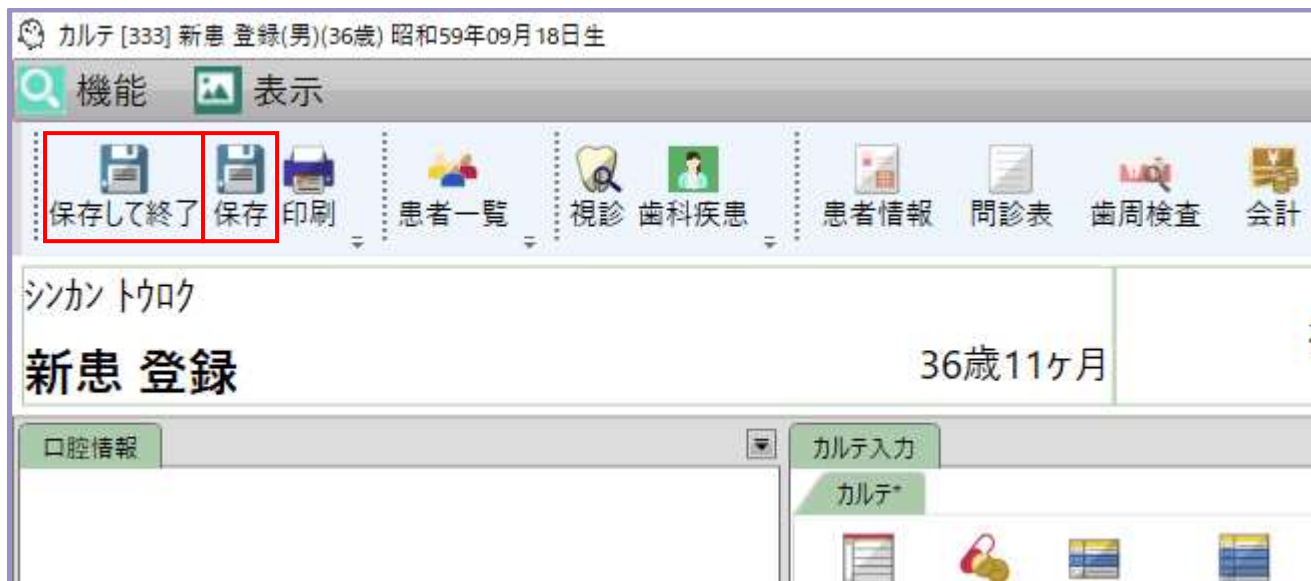 カルテ [333] 新患 登録(男)(36歳) 昭和59年09月18日生
機能 表示
保存して終了 保存 印刷 患者一覧 視診 歯科疾患 患者情報 問診表 歯周検査 会計
シンカン トウロク
新患 登録 36歳11ヶ月
口腔情報 カルテ入力
カルテ*